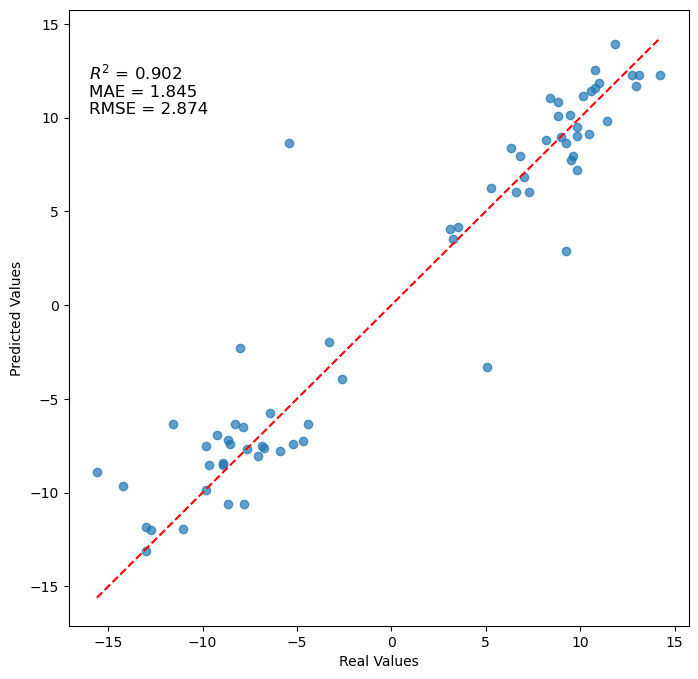 15
10
5
0
−5
−10
−15
Predicted Values
R² = 0.902
MAE = 1.845
RMSE = 2.874
−15 −10 −5 0 5 10 15
Real Values